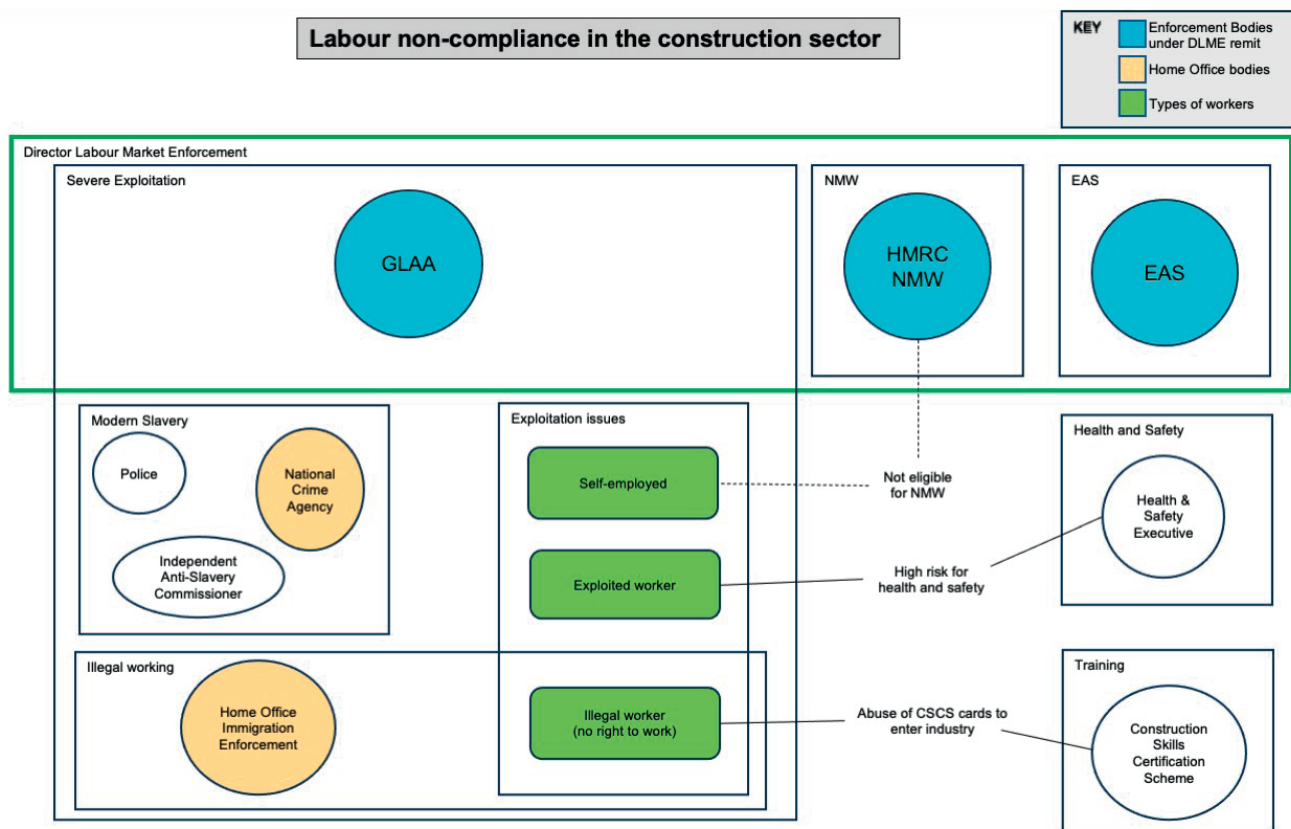 Labour non-compliance in the construction sector
KEY
Enforcement Bodies
under DLME remit
Home Office bodies
Types of workers
Director Labour Market Enforcement
Severe Exploitation
GLAA
NMW
HMRC
NMW
EAS
EAS
Modern Slavery
Police
National
Crime
Agency
Independent
Anti-Slavery
Commissioner
Exploitation issues
Self-employed
Not eligible
for NMW
Exploited worker
High risk for
health and safety
Health and Safety
Health &
Safety
Executive
Illegal working
Home Office
Immigration
Enforcement
Illegal worker
(no right to work)
Abuse of CSCS cards to
enter industry
Training
Construction
Skills
Certification
Scheme